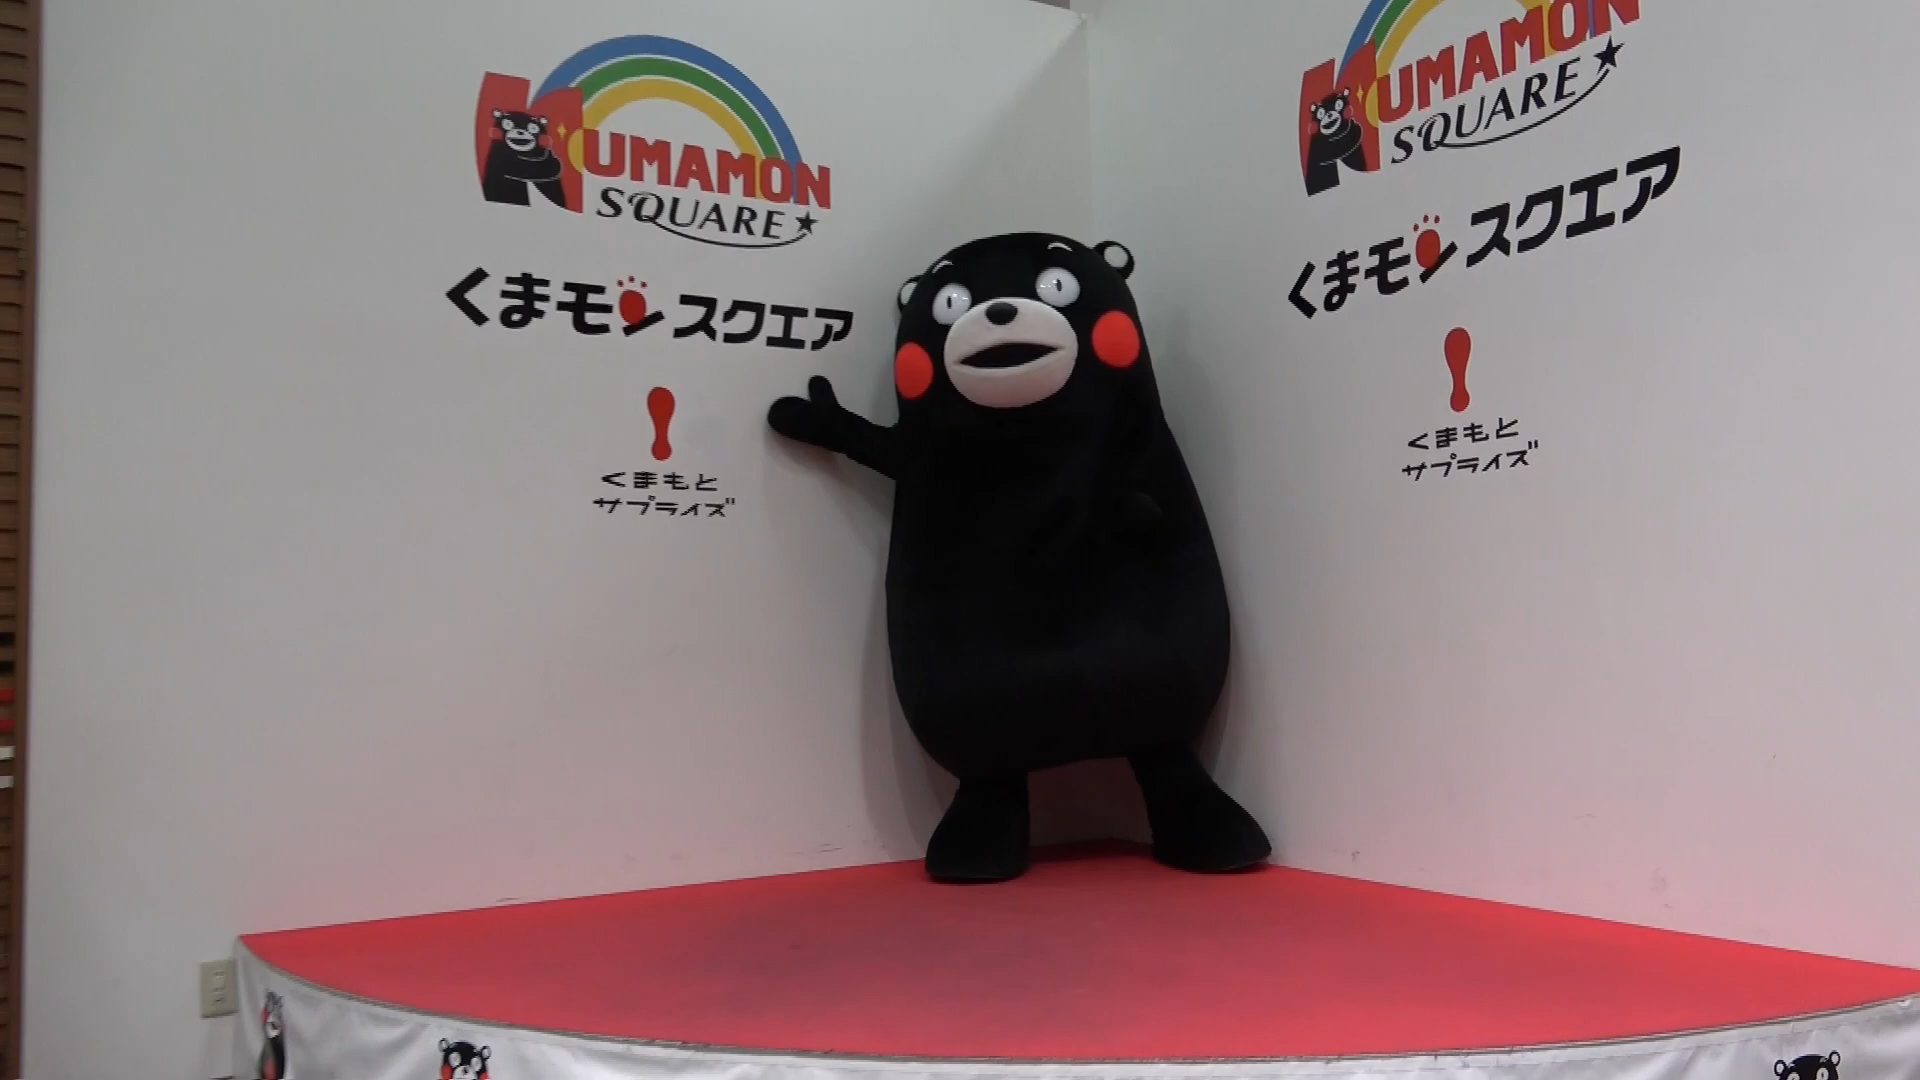 KUMAMON
SQUARE
くまモンスクエア
くまもと
サプライズ
KUMAMON
SQUARE
くまモンスクエア
くまもと
サプライズ